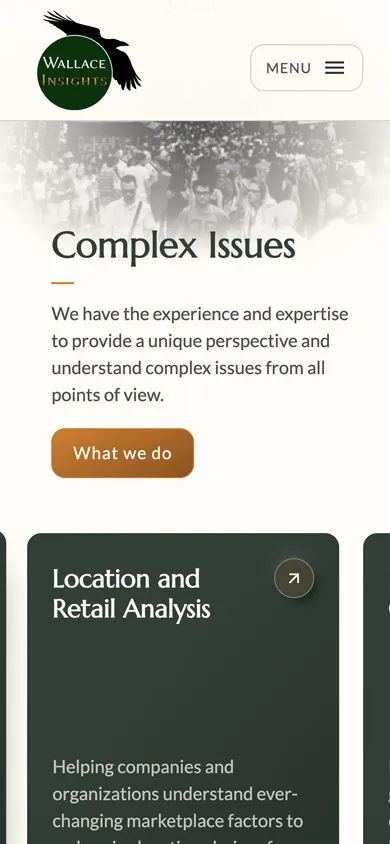 Wallace
Insights
MENU
Complex Issues
We have the experience and expertise
to provide a unique perspective and
understand complex issues from all
points of view.
What we do
Location and
Retail Analysis
Helping companies and
organizations understand ever-
changing marketplace factors to